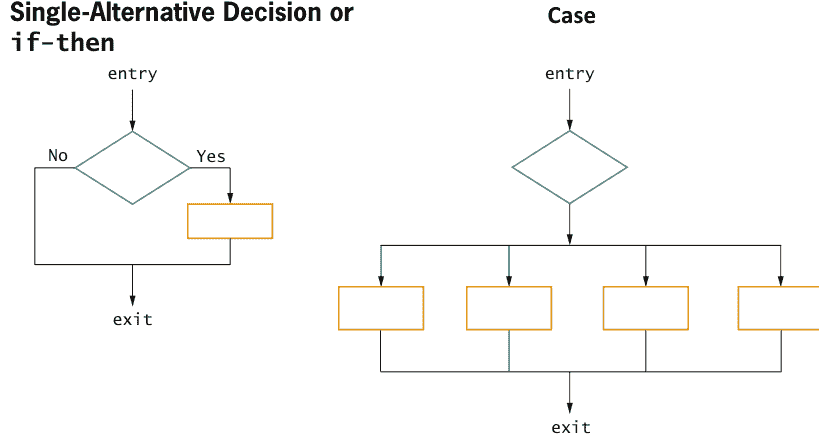 Single-Alternative Decision or
if-then
entry
No
Yes
exit
Case
entry
exit